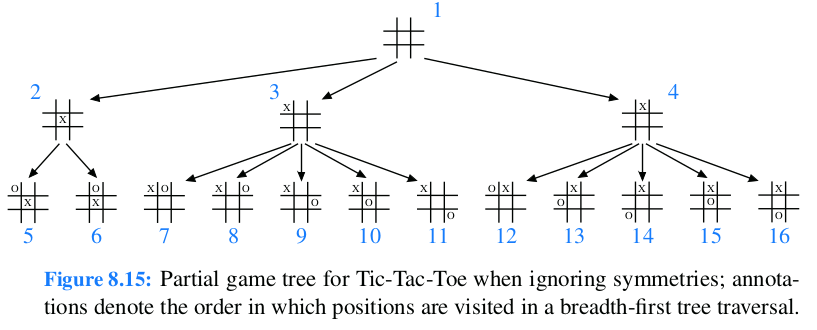 1
2
3
4
x
x
x
o
x
o
x
x o
x
o
x
o
x
o
x
o
o x
x
o
x
o
x
o
x
o
5
6
7
8
9
10
11
12
13
14
15
16
Figure 8.15: Partial game tree for Tic-Tac-Toe when ignoring symmetries; annota-
tions denote the order in which positions are visited in a breadth-first tree traversal.